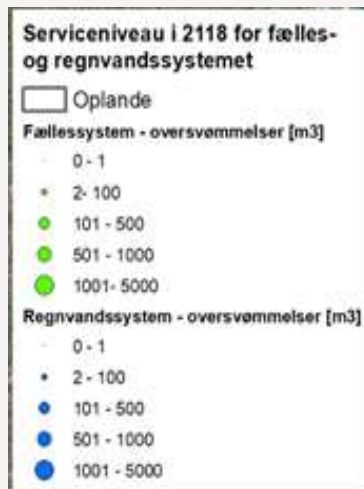 Serviceniveau i 2118 for fælles-
og regnvandssystemet
Oplande
Fællessystem - oversvømmelser [m3]
0 - 1
2- 100
101 - 500
501 - 1000
1001- 5000
Regnvandssystem - oversvømmelser [m3]
0 - 1
2 - 100
101 - 500
501 - 1000
1001 - 5000